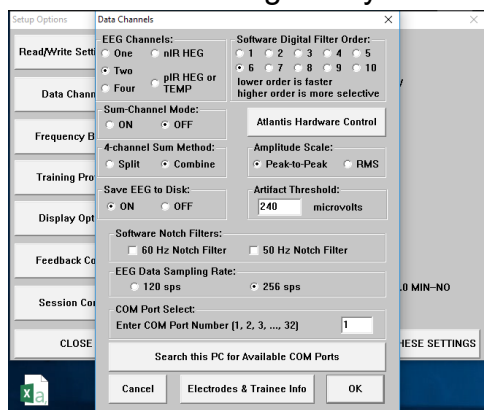 Setup Options
Data Channels
EEG Channels:
One
nIR HEG
Two
pIR HEG or TEMP
Four
Software Digital Filter Order:
1 2 3 4 5
6 7 8 9 10
lower order is faster
higher order is more selective
Sum-Channel Mode:
ON OFF
Atlantis Hardware Control
4-channel Sum Method:
Split Combine
Amplitude Scale:
Peak-to-Peak RMS
Save EEG to Disk:
ON OFF
Artifact Threshold:
240 microvolts
Software Notch Filters:
60 Hz Notch Filter 50 Hz Notch Filter
EEG Data Sampling Rate:
120 sps 256 sps
COM Port Select:
Enter COM Port Number (1, 2, 3, ..., 32) 1
Search this PC for Available COM Ports
Cancel Electrodes & Trainee Info OK
Read/Write Setti
Data Chann
Frequency B
Training Pro
Display Opt
Feedback Co
Session Co
CLOSE
.0 MIN--NO
HESE SETTINGS
x a